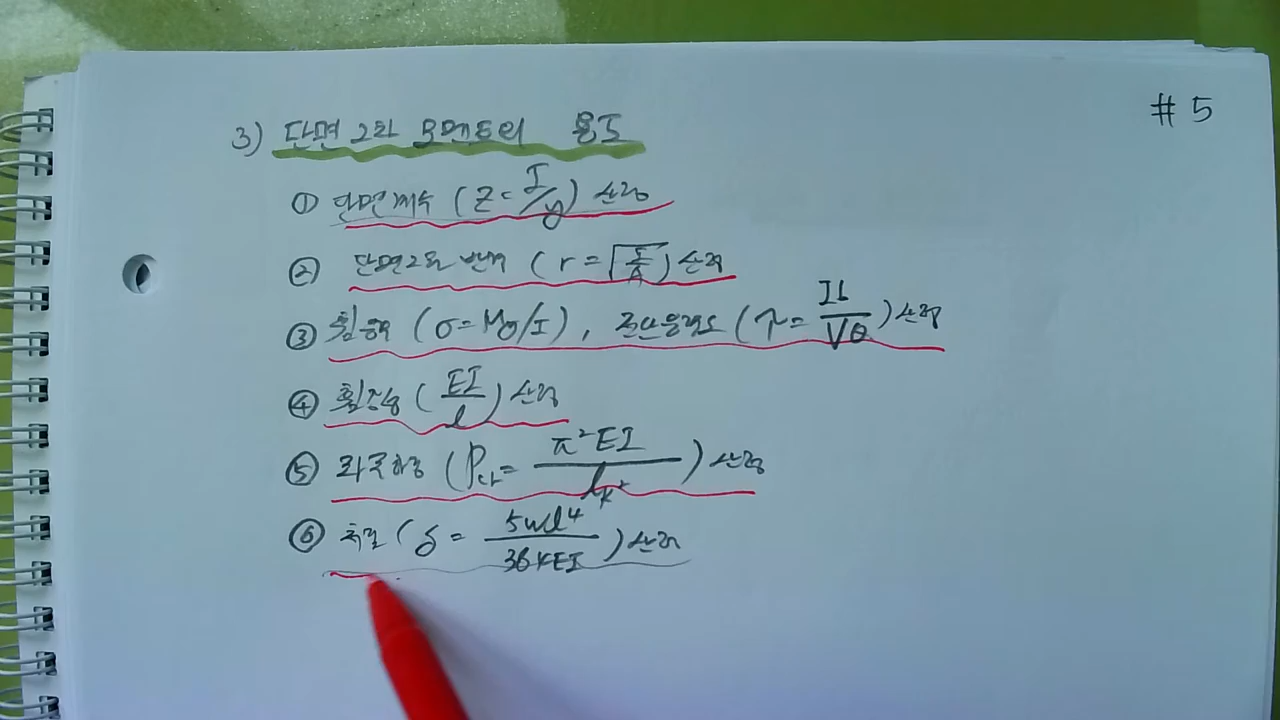 #5
3) 단면 2차 모멘트의 용도
① 단면계수 (Z = I/y) 산정
② 단면2차 반경 (r = √(I/A)) 산정
③ 휨응력 (σ = My/I), 전단응력도 산정
④ 휨강성 (EI/l) 산정
⑤ 좌굴하중 (Pcr = π²EI/lk²) 산정
⑥ 처짐 (δ = 5wl⁴/384EI) 산정